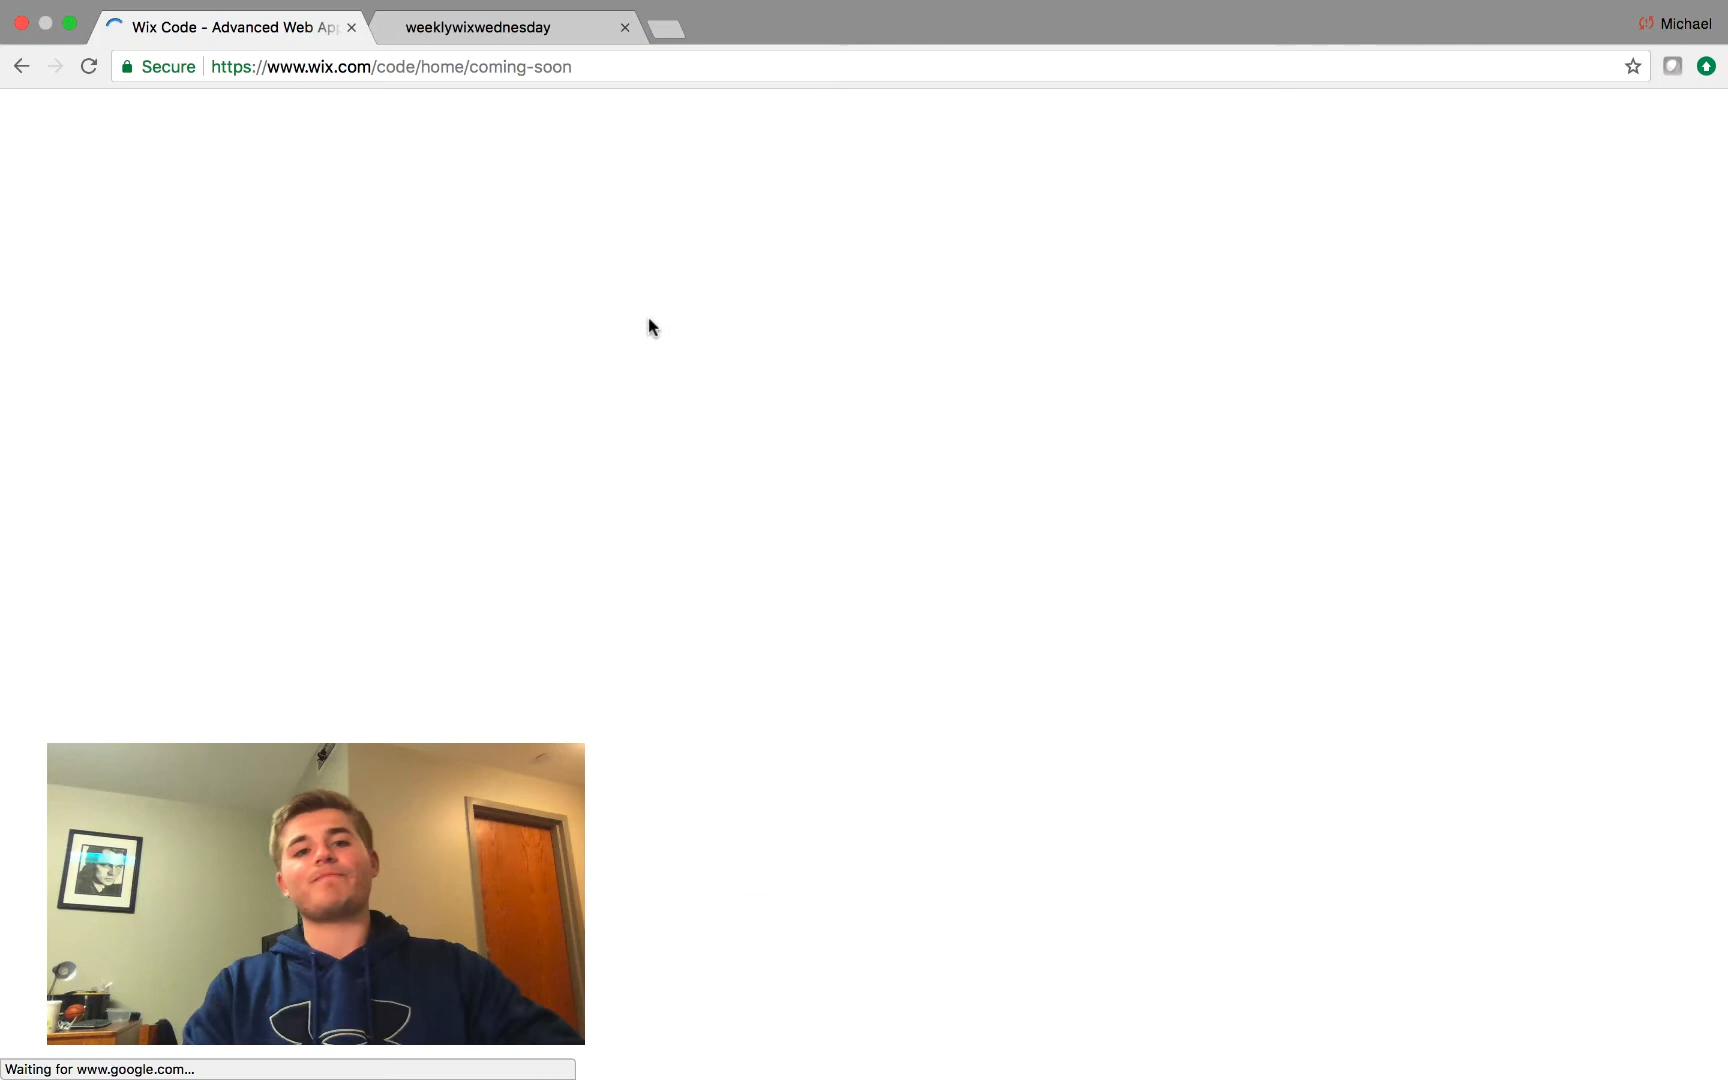 Wix Code - Advanced Web Ap
weeklywixwednesday
Michael
Secure
https://www.wix.com/code/home/coming-soon
Waiting for www.google.com...